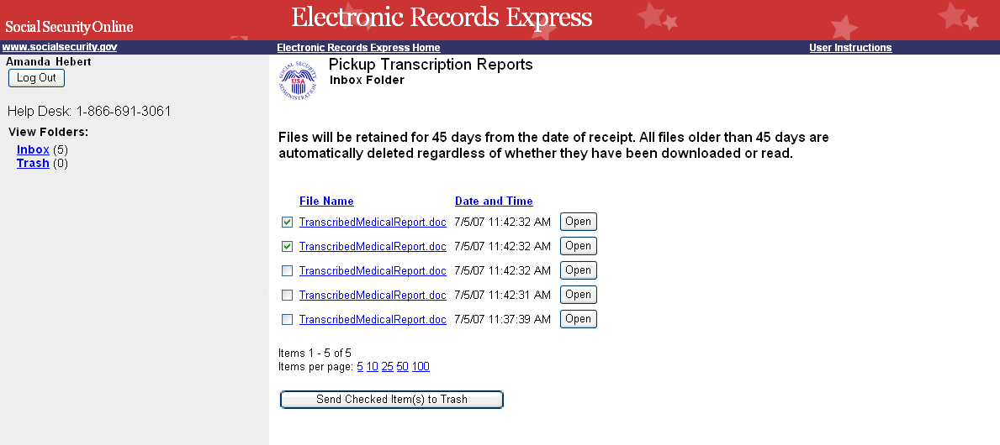 Social Security Online
Electronic Records Express
www.socialsecurity.gov
Electronic Records Express Home
User Instructions
Amanda Hebert
Log Out
Help Desk: 1-866-691-3061
View Folders:
Inbox (5)
Trash (0)
SOCIAL SECURITY ADMINISTRATION
USA
Pickup Transcription Reports
Inbox Folder
Files will be retained for 45 days from the date of receipt. All files older than 45 days are
automatically deleted regardless of whether they have been downloaded or read.
File Name Date and Time
TranscribedMedicalReport.doc 7/5/07 11:42:32 AM Open
TranscribedMedicalReport.doc 7/5/07 11:42:32 AM Open
TranscribedMedicalReport.doc 7/5/07 11:42:32 AM Open
TranscribedMedicalReport.doc 7/5/07 11:42:31 AM Open
TranscribedMedicalReport.doc 7/5/07 11:37:39 AM Open
Items 1 - 5 of 5
Items per page: 5 10 25 50 100
Send Checked Item(s) to Trash